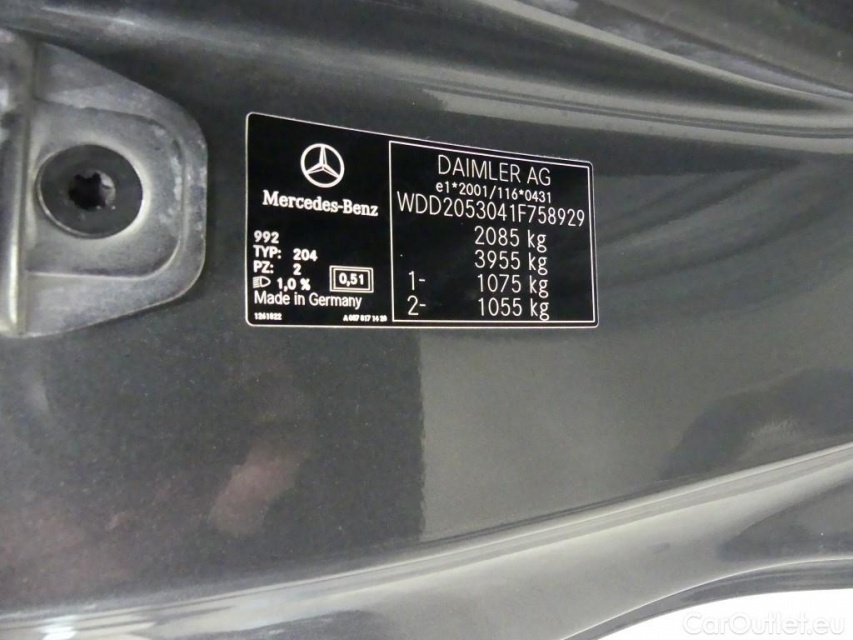 Mercedes-Benz
992
TYP: 204
PZ: 2
1,0 %
0,51
Made in Germany
1261822
DAIMLER AG
e1*2001/116*0431
WDD2053041F758929
2085 kg
3955 kg
1- 1075 kg
2- 1055 kg
CarOutlet.eu